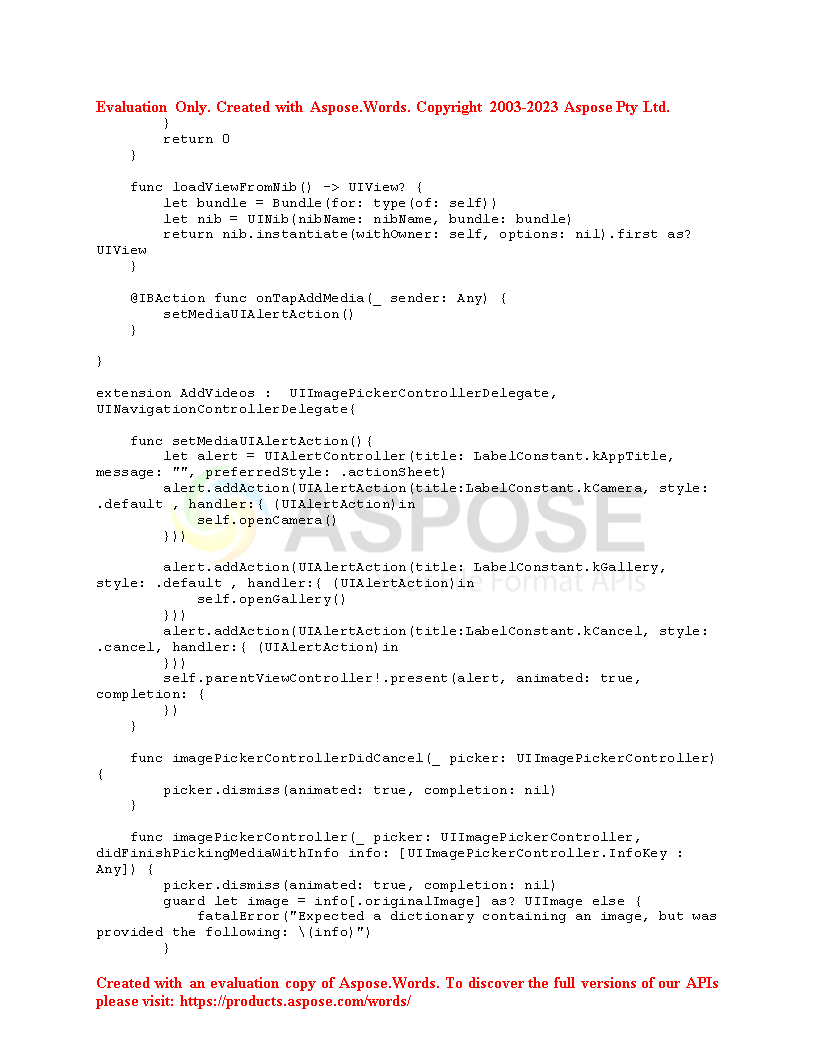 Evaluation Only. Created with Aspose.Words. Copyright 2003-2023 Aspose Pty Ltd.
        }
        return 0
    }

    func loadViewFromNib() -> UIView? {
        let bundle = Bundle(for: type(of: self))
        let nib = UINib(nibName: nibName, bundle: bundle)
        return nib.instantiate(withOwner: self, options: nil).first as?
UIView
    }

    @IBAction func onTapAddMedia(_ sender: Any) {
        setMediaUIAlertAction()
    }

}

extension AddVideos :  UIImagePickerControllerDelegate,
UINavigationControllerDelegate{

    func setMediaUIAlertAction(){
        let alert = UIAlertController(title: LabelConstant.kAppTitle,
message: "", preferredStyle: .actionSheet)
        alert.addAction(UIAlertAction(title:LabelConstant.kCamera, style:
.default , handler:{ (UIAlertAction)in
            self.openCamera()
        }))
ASPOSE

        alert.addAction(UIAlertAction(title: LabelConstant.kGallery,
style: .default , handler:{ (UIAlertAction)in
File Format APIs
            self.openGallery()
        }))
        alert.addAction(UIAlertAction(title:LabelConstant.kCancel, style:
.cancel, handler:{ (UIAlertAction)in
        }))
        self.parentViewController!.present(alert, animated: true,
completion: {
        })
    }

    func imagePickerControllerDidCancel(_ picker: UIImagePickerController)
{
        picker.dismiss(animated: true, completion: nil)
    }

    func imagePickerController(_ picker: UIImagePickerController,
didFinishPickingMediaWithInfo info: [UIImagePickerController.InfoKey :
Any]) {
        picker.dismiss(animated: true, completion: nil)
        guard let image = info[.originalImage] as? UIImage else {
            fatalError("Expected a dictionary containing an image, but was
provided the following: \(info)")
        }

Created with an evaluation copy of Aspose.Words. To discover the full versions of our APIs
please visit: https://products.aspose.com/words/